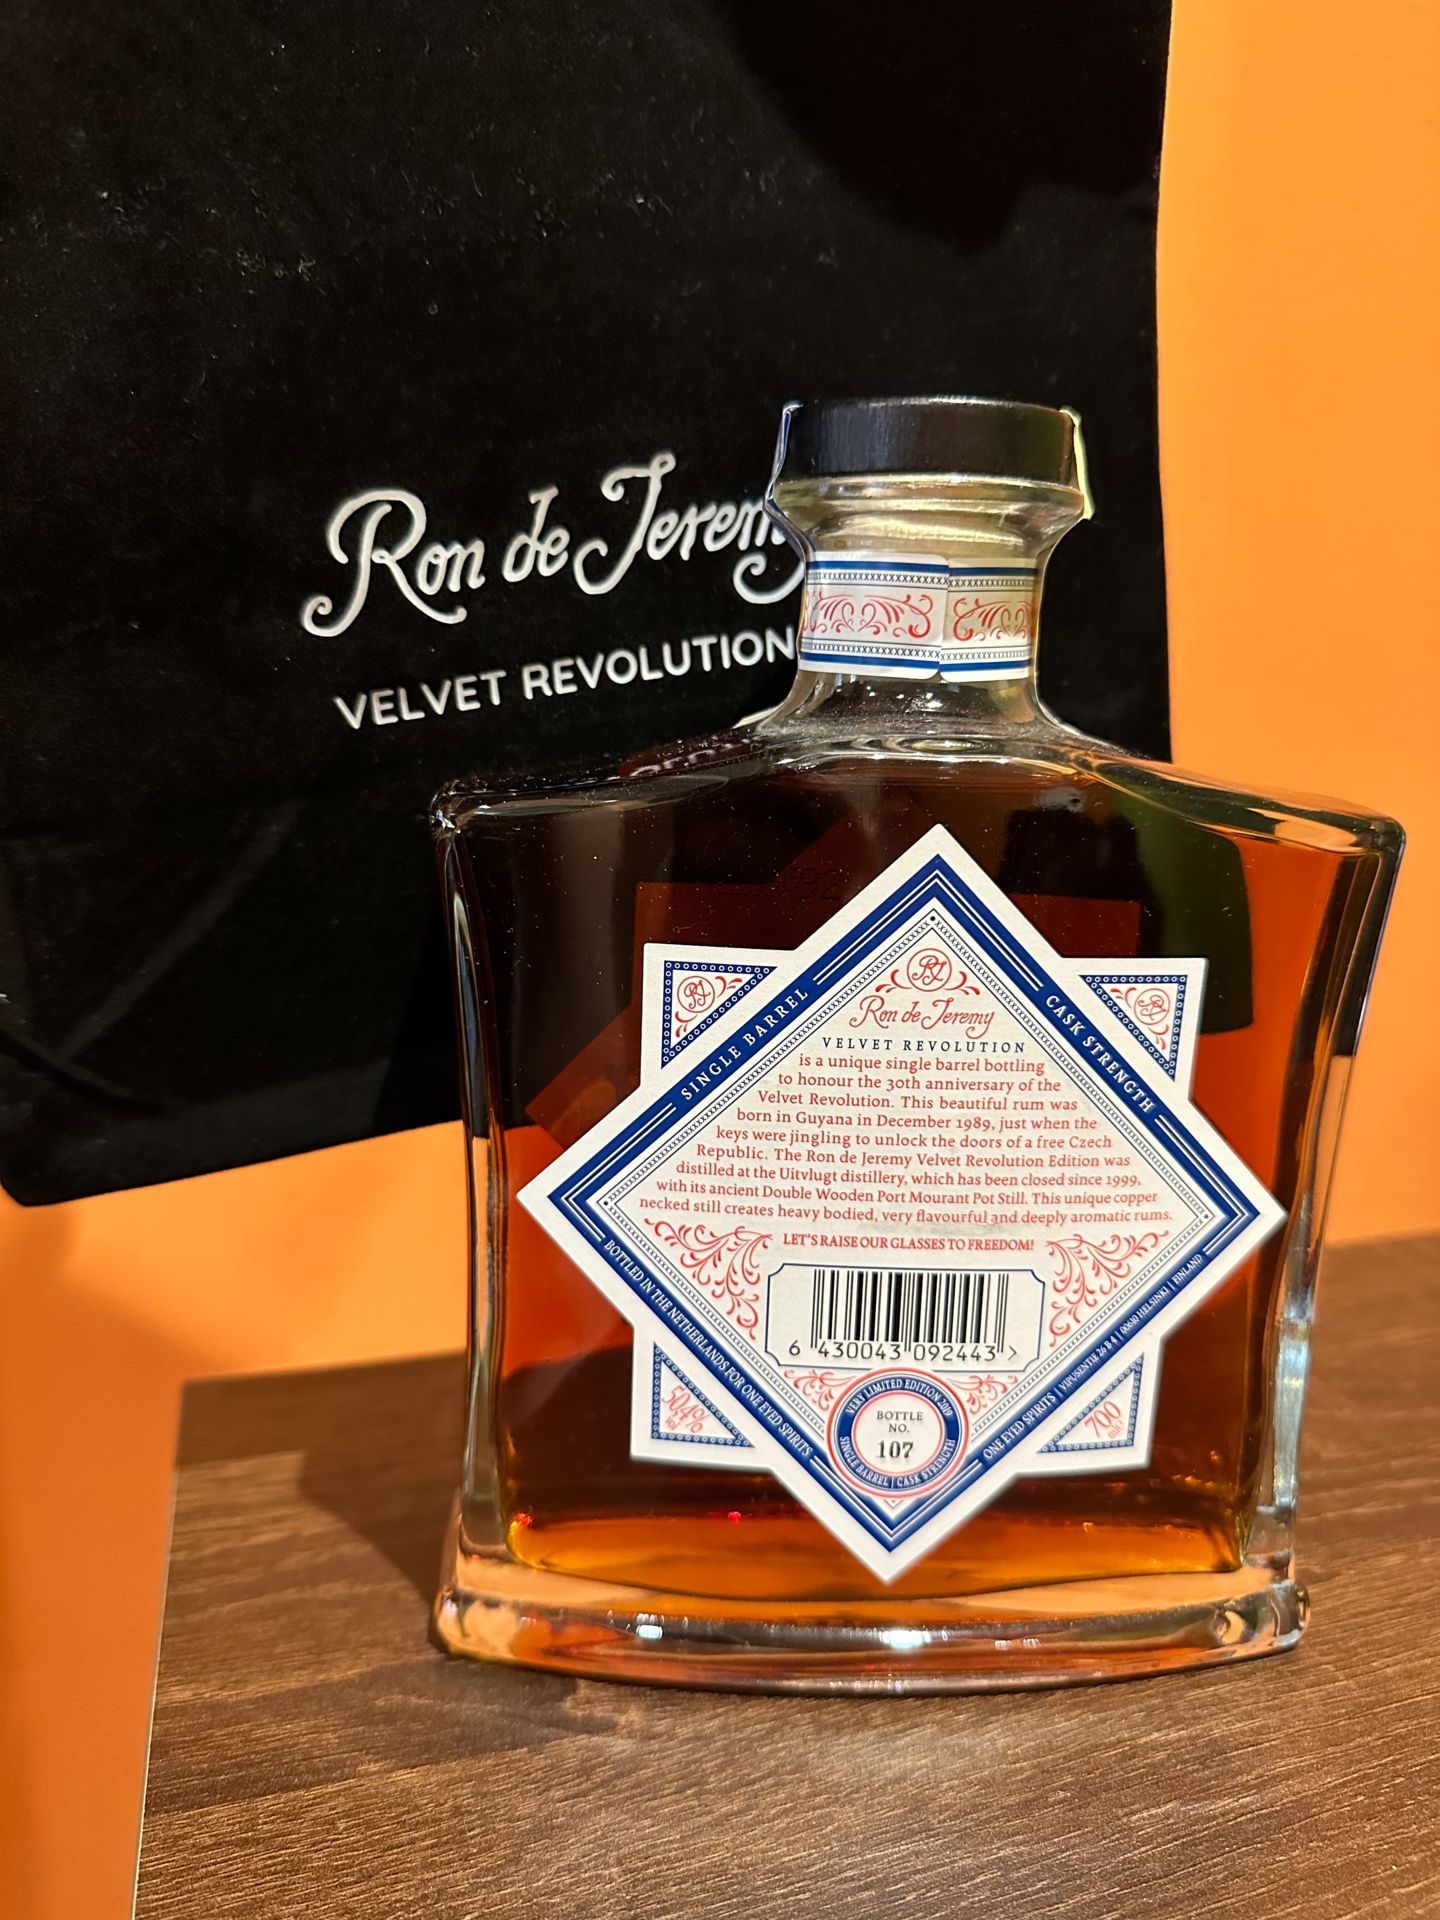 Ron de Jeremy
VELVET REVOLUTION
SINGLE BARREL
CASK STRENGTH
RJ
RJ
RJ
Ron de Jeremy
VELVET REVOLUTION
is a unique single barrel bottling
to honour the 30th anniversary of the
Velvet Revolution. This beautiful rum was
born in Guyana in December 1989, just when the
keys were jingling to unlock the doors of a free Czech
Republic. The Ron de Jeremy Velvet Revolution Edition was
distilled at the Uitvlugt distillery, which has been closed since 1999,
with its ancient Double Wooden Port Mourant Pot Still. This unique copper
necked still creates heavy bodied, very flavourful and deeply aromatic rums.
LET'S RAISE OUR GLASSES TO FREEDOM!
6 430043 092443 >
BOTTLED IN THE NETHERLANDS FOR ONE EYED SPIRITS
ONE EYED SPIRITS | VIPUSENTIE 26 B 4 | 00610 HELSINKI | FINLAND
VERY LIMITED EDITION 2019
BOTTLE
NO.
107
SINGLE BARREL | CASK STRENGTH
700